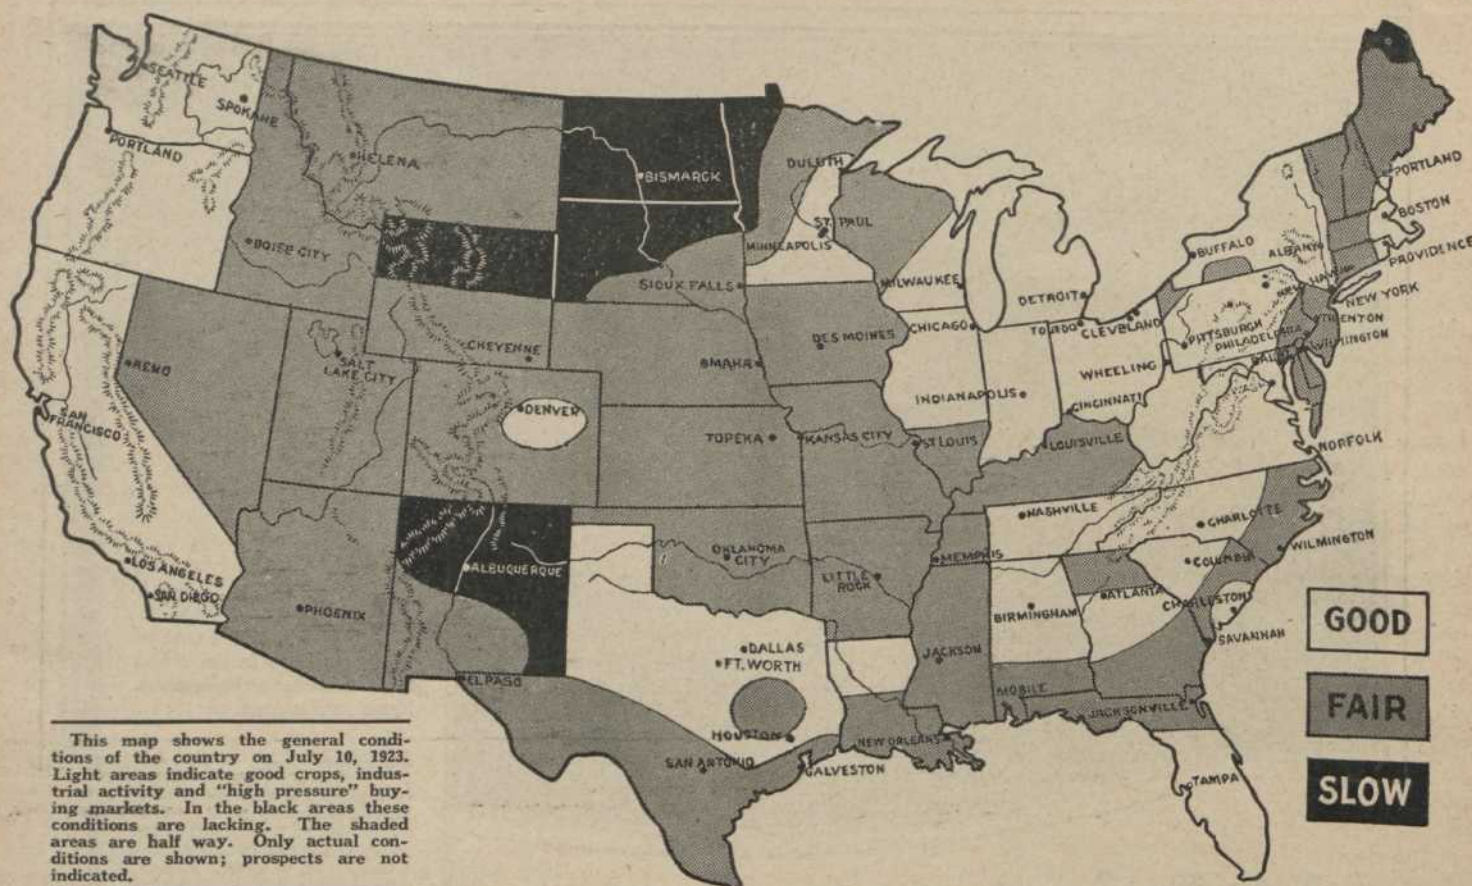 SEATTLE
SPOKANE
PORTLAND
HELENA
BISMARCK
DULUTH
ST. PAUL
MINNEAPOLIS
BOISE CITY
SIOUX FALLS
MILWAUKEE
BUFFALO
ALBANY
PORTLAND
BOSTON
PROVIDENCE
NEW HAVEN
NEW YORK
DETROIT
CHICAGO
TOLEDO
CLEVELAND
PITTSBURGH
PHILADELPHIA
TRENTON
WILMINGTON
RENO
SALT
LAKE CITY
CHEYENNE
OMAHA
DES MOINES
WHEELING
INDIANAPOLIS
CINCINNATI
DENVER
SAN
FRANCISCO
TOPEKA
KANSAS CITY
ST. LOUIS
LOUISVILLE
NORFOLK
NASHVILLE
CHARLOTTE
WILMINGTON
LOS ANGELES
SAN DIEGO
PHOENIX
ALBUQUERQUE
OKLAHOMA
CITY
LITTLE
ROCK
MEMPHIS
COLUMBIA
BIRMINGHAM
ATLANTA
CHARLESTON
SAVANNAH
DALLAS
FT. WORTH
JACKSON
EL PASO
MOBILE
JACKSONVILLE
HOUSTON
NEW ORLEANS
SAN ANTONIO
GALVESTON
TAMPA
GOOD
FAIR
SLOW
This map shows the general condi-
tions of the country on July 10, 1923.
Light areas indicate good crops, indus-
trial activity and "high pressure" buy-
ing markets. In the black areas these
conditions are lacking. The shaded
areas are half way. Only actual con-
ditions are shown; prospects are not
indicated.